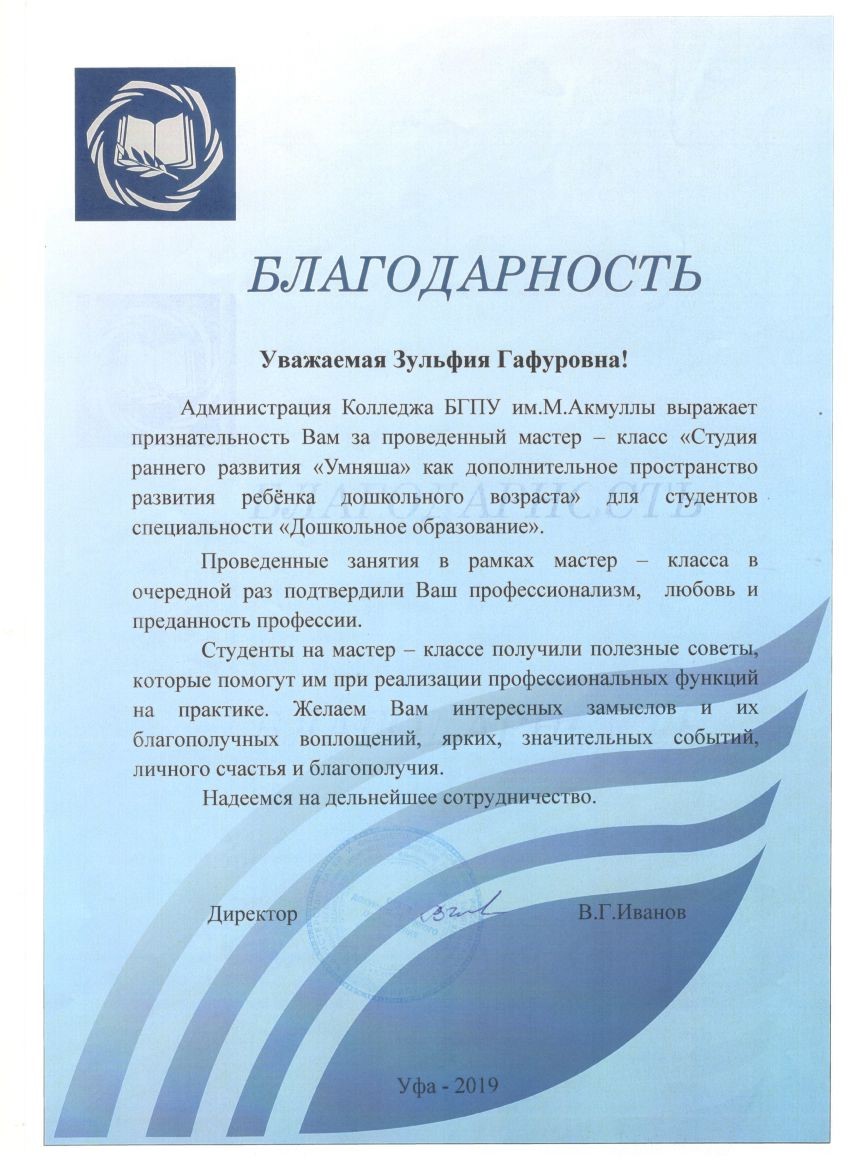 БЛАГОДАРНОСТЬ
Уважаемая Зульфия Гафуровна!
Администрация Колледжа БГПУ им.М.Акмуллы выражает
признательность Вам за проведенный мастер – класс «Студия
раннего развития «Умняша» как дополнительное пространство
развития ребёнка дошкольного возраста» для студентов
специальности «Дошкольное образование».
Проведенные занятия в рамках мастер – класса в
очередной раз подтвердили Ваш профессионализм, любовь и
преданность профессии.
Студенты на мастер – классе получили полезные советы,
которые помогут им при реализации профессиональных функций
на практике. Желаем Вам интересных замыслов и их
благополучных воплощений, ярких, значительных событий,
личного счастья и благополучия.
Надеемся на дельнейшее сотрудничество.
Директор В.Г.Иванов
Уфа - 2019